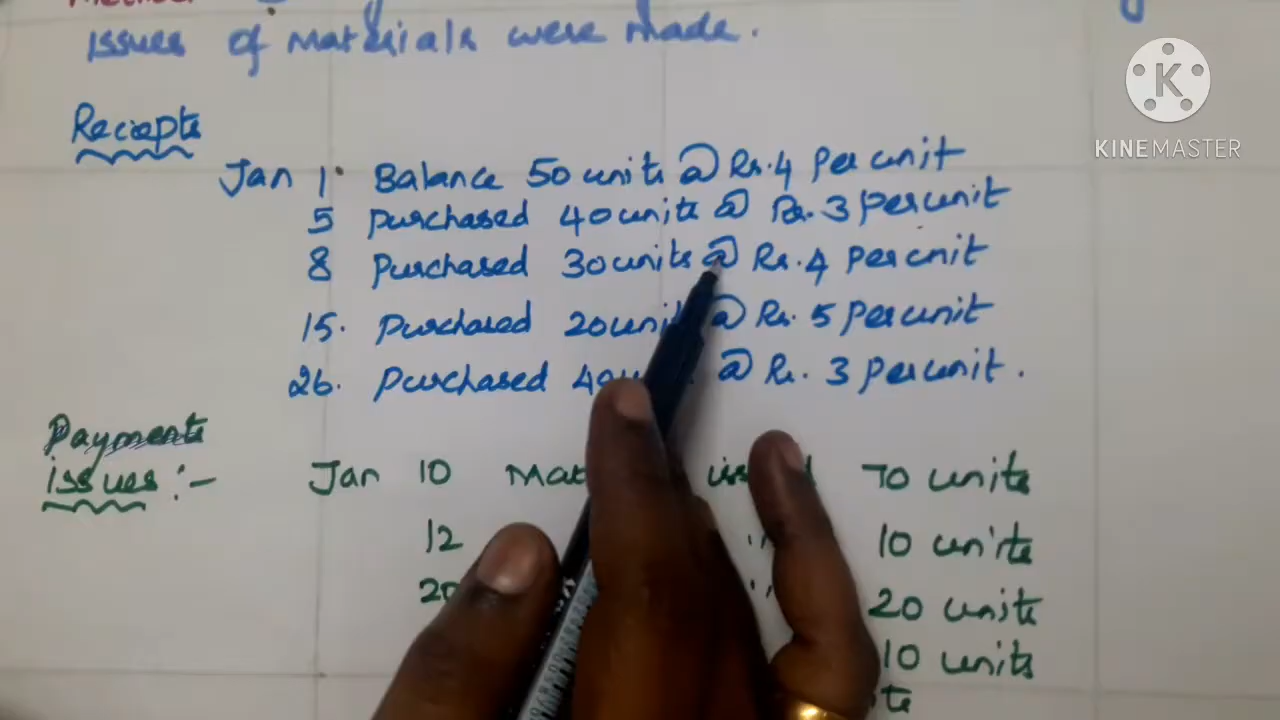 issues of Materials were made.
Reciepts
Jan 1. Balance 50 units @ Rs. 4 Per unit
5 Purchased 40 units @ Rs. 3 Per unit
8 Purchased 30 units @ Rs. 4 Per unit
15. Purchased 20 @ Rs. 5 Per unit
26. Purchased @ Rs. 3 Per unit.
Payments
issues :-
Jan 10 70 units
12 " 10 units
20 " 20 units
10 units
K
KINEMASTER